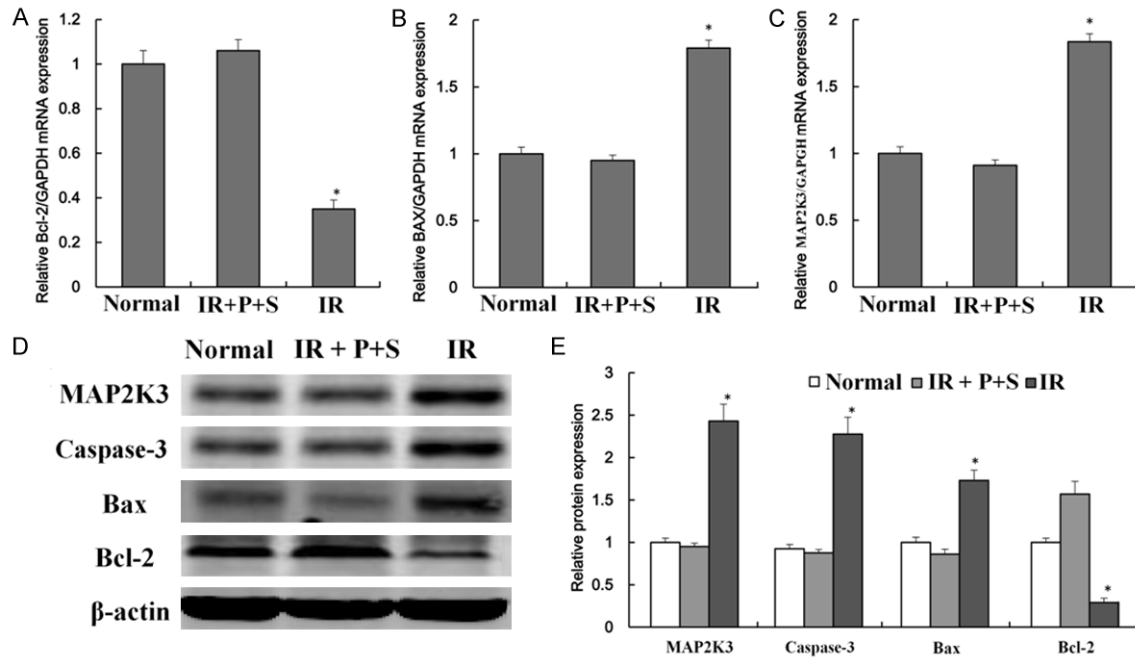 A
Relative Bcl-2/GAPDH mRNA expression
1.2
1
0.8
0.6
0.4
0.2
0
*
Normal IR+P+S IR
B
Relative BAX/GAPDH mRNA expression
2
1.5
1
0.5
0
*
Normal IR+P+S IR
C
Relative MAP2K3/GAPGH mRNA expression
2
1.5
1
0.5
0
*
Normal IR+P+S IR
D
Normal IR + P+S IR
MAP2K3
Caspase-3
Bax
Bcl-2
β-actin
E
Relative protein expression
3
2.5
2
1.5
1
0.5
0
Normal IR + P+S IR
* * * *
MAP2K3 Caspase-3 Bax Bcl-2